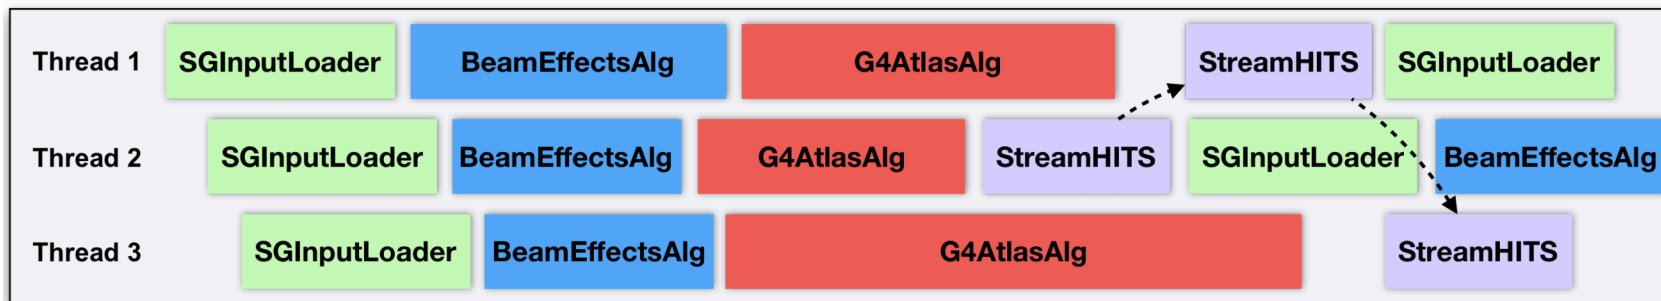 Thread 1 SGInputLoader BeamEffectsAlg G4AtlasAlg StreamHITS SGInputLoader
Thread 2 SGInputLoader BeamEffectsAlg G4AtlasAlg StreamHITS SGInputLoader BeamEffectsAlg
Thread 3 SGInputLoader BeamEffectsAlg G4AtlasAlg StreamHITS